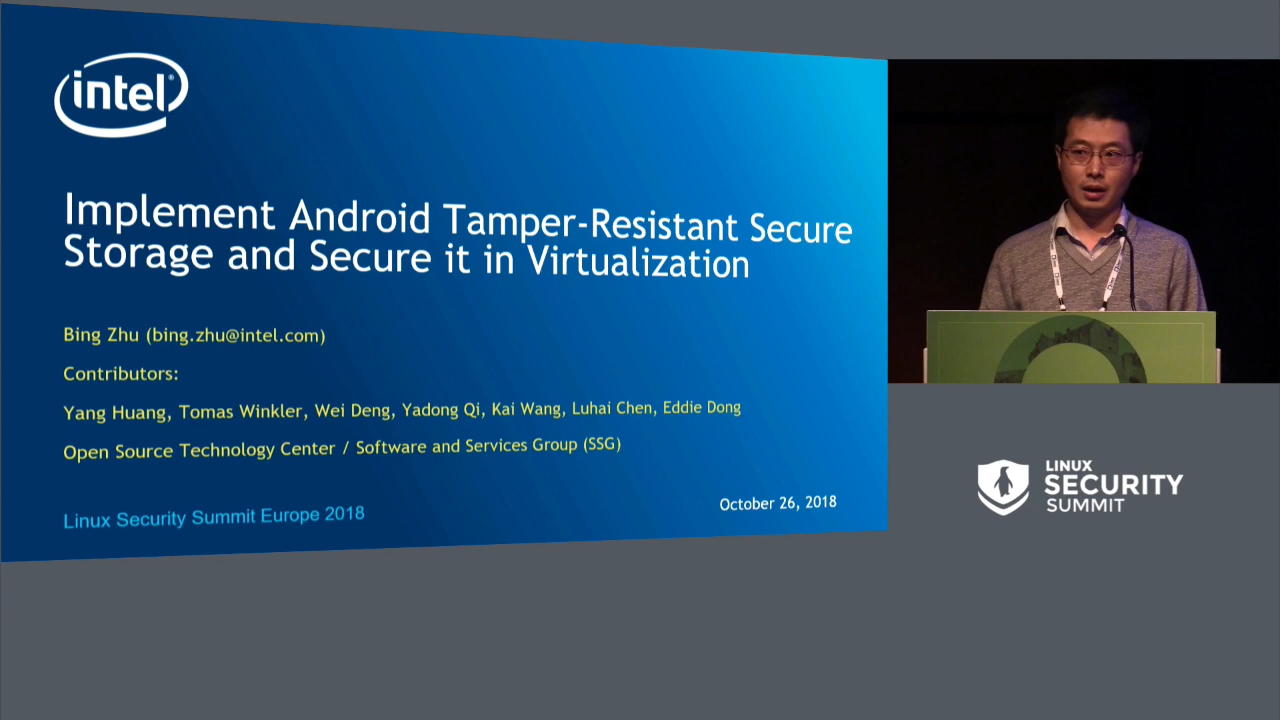 intel®
Implement Android Tamper-Resistant Secure
Storage and Secure it in Virtualization
Bing Zhu (bing.zhu@intel.com)
Contributors:
Yang Huang, Tomas Winkler, Wei Deng, Yadong Qi, Kai Wang, Luhai Chen, Eddie Dong
Open Source Technology Center / Software and Services Group (SSG)
Linux Security Summit Europe 2018
October 26, 2018
LINUX
SECURITY
SUMMIT